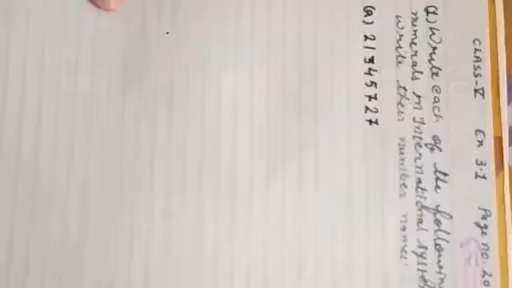 CLASS-V Ex 3.1 Page no. 20
(1) Write each of the following
numerals in International system
write their number names:
(a) 21345727